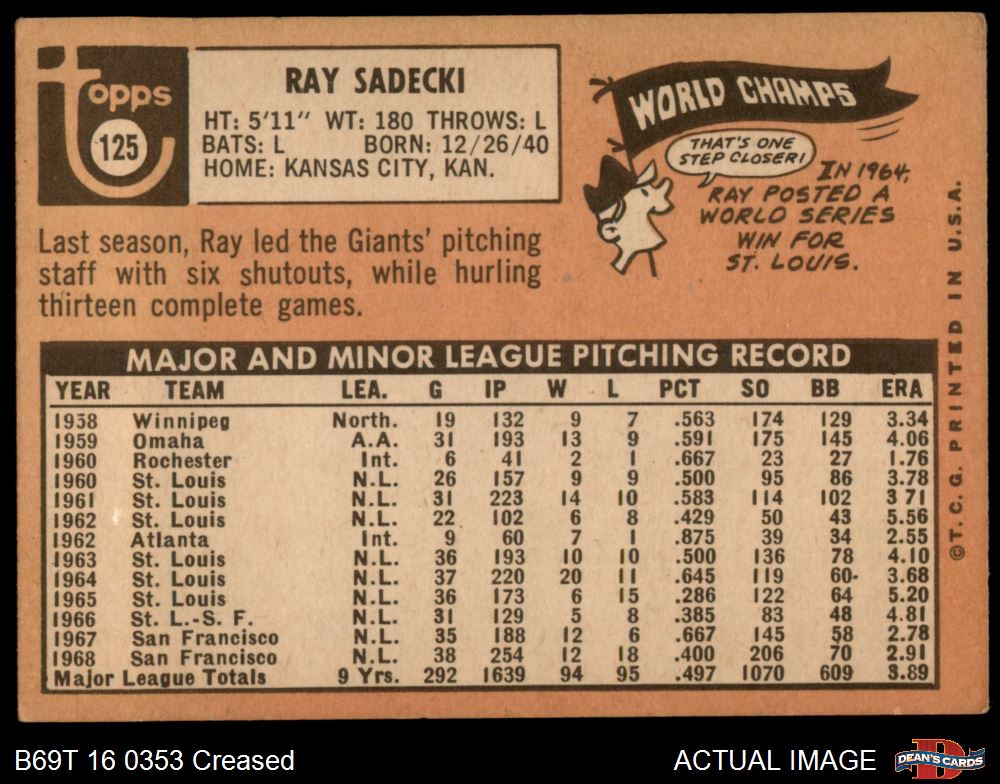 topps
125
RAY SADECKI
HT: 5'11" WT: 180 THROWS: L
BATS: L BORN: 12/26/40
HOME: KANSAS CITY, KAN.
WORLD CHAMPS
THAT'S ONE
STEP CLOSER!
IN 1964,
RAY POSTED A
WORLD SERIES
WIN FOR
ST. LOUIS.
Last season, Ray led the Giants' pitching
staff with six shutouts, while hurling
thirteen complete games.
MAJOR AND MINOR LEAGUE PITCHING RECORD
YEAR TEAM LEA. G IP W L PCT SO BB ERA
1958 Winnipeg North. 19 132 9 7 .563 174 129 3.34
1959 Omaha A.A. 31 193 13 9 .591 175 145 4.06
1960 Rochester Int. 6 41 2 1 .667 23 27 1.76
1960 St. Louis N.L. 26 157 9 9 .500 95 86 3.78
1961 St. Louis N.L. 31 223 14 10 .583 114 102 3 71
1962 St. Louis N.L. 22 102 6 8 .429 50 43 5.56
1962 Atlanta Int. 9 60 7 1 .875 39 34 2.55
1963 St. Louis N.L. 36 193 10 10 .500 136 78 4.10
1964 St. Louis N.L. 37 220 20 11 .645 119 60 3.68
1965 St. Louis N.L. 36 173 6 15 .286 122 64 5.20
1966 St. L.-S. F. N.L. 31 129 5 8 .385 83 48 4.81
1967 San Francisco N.L. 35 188 12 6 .667 145 58 2.78
1968 San Francisco N.L. 38 254 12 18 .400 206 70 2.91
Major League Totals 9 Yrs. 292 1639 94 95 .497 1070 609 3.89
©T. C. G. PRINTED IN U.S.A.
B69T 16 0353 Creased
ACTUAL IMAGE
D
DEAN'S CARDS